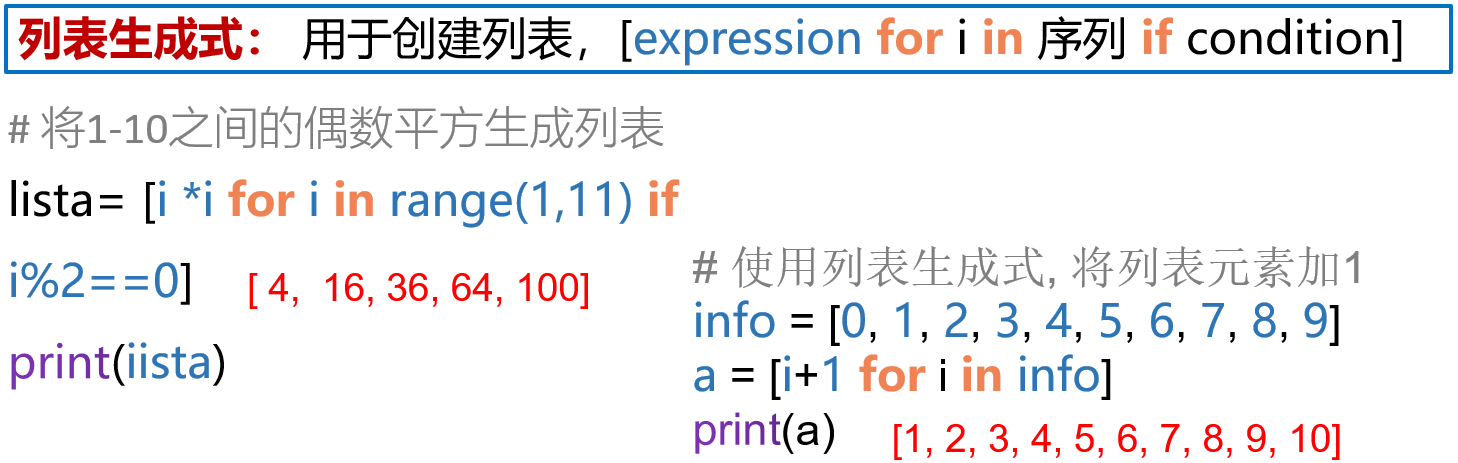 列表生成式： 用于创建列表，[expression for i in 序列 if condition]
# 将1-10之间的偶数平方生成列表
lista= [i *i for i in range(1,11) if
i%2==0] [ 4, 16, 36, 64, 100]
print(iista)
# 使用列表生成式, 将列表元素加1
info = [0, 1, 2, 3, 4, 5, 6, 7, 8, 9]
a = [i+1 for i in info]
print(a) [1, 2, 3, 4, 5, 6, 7, 8, 9, 10]